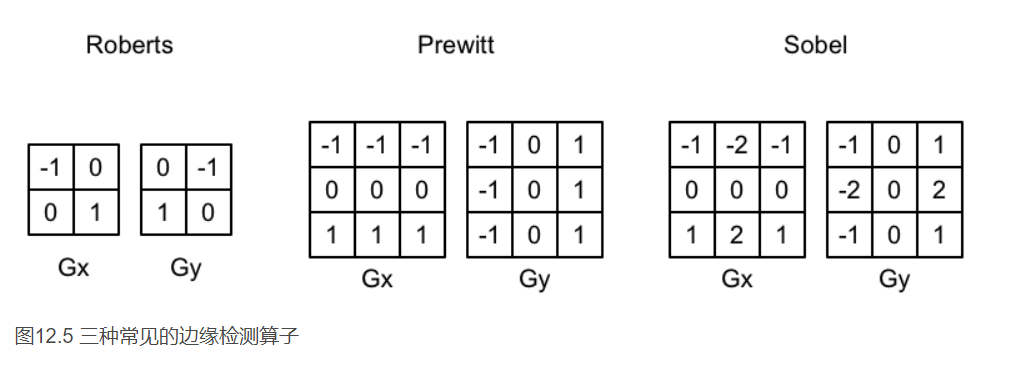 Roberts Prewitt Sobel
-1 -1 -1 -1 0 1 -1 -2 -1 -1 0 1
-1 0 0 -1
0 0 0 -1 0 1 0 0 0 -2 0 2
0 1 1 0
1 1 1 -1 0 1 1 2 1 -1 0 1
Gx Gy Gx Gy Gx Gy
图12.5 三种常见的边缘检测算子